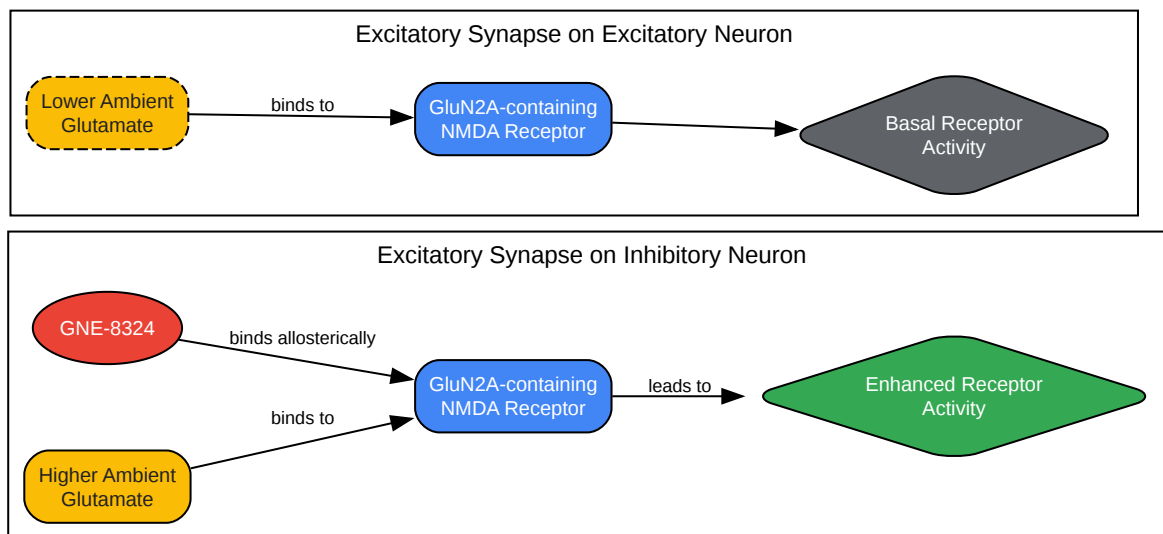 Excitatory Synapse on Excitatory Neuron
Lower Ambient
Glutamate
binds to
GluN2A-containing
NMDA Receptor
Basal Receptor
Activity
Excitatory Synapse on Inhibitory Neuron
GNE-8324
binds allosterically
Higher Ambient
Glutamate
binds to
GluN2A-containing
NMDA Receptor
leads to
Enhanced Receptor
Activity